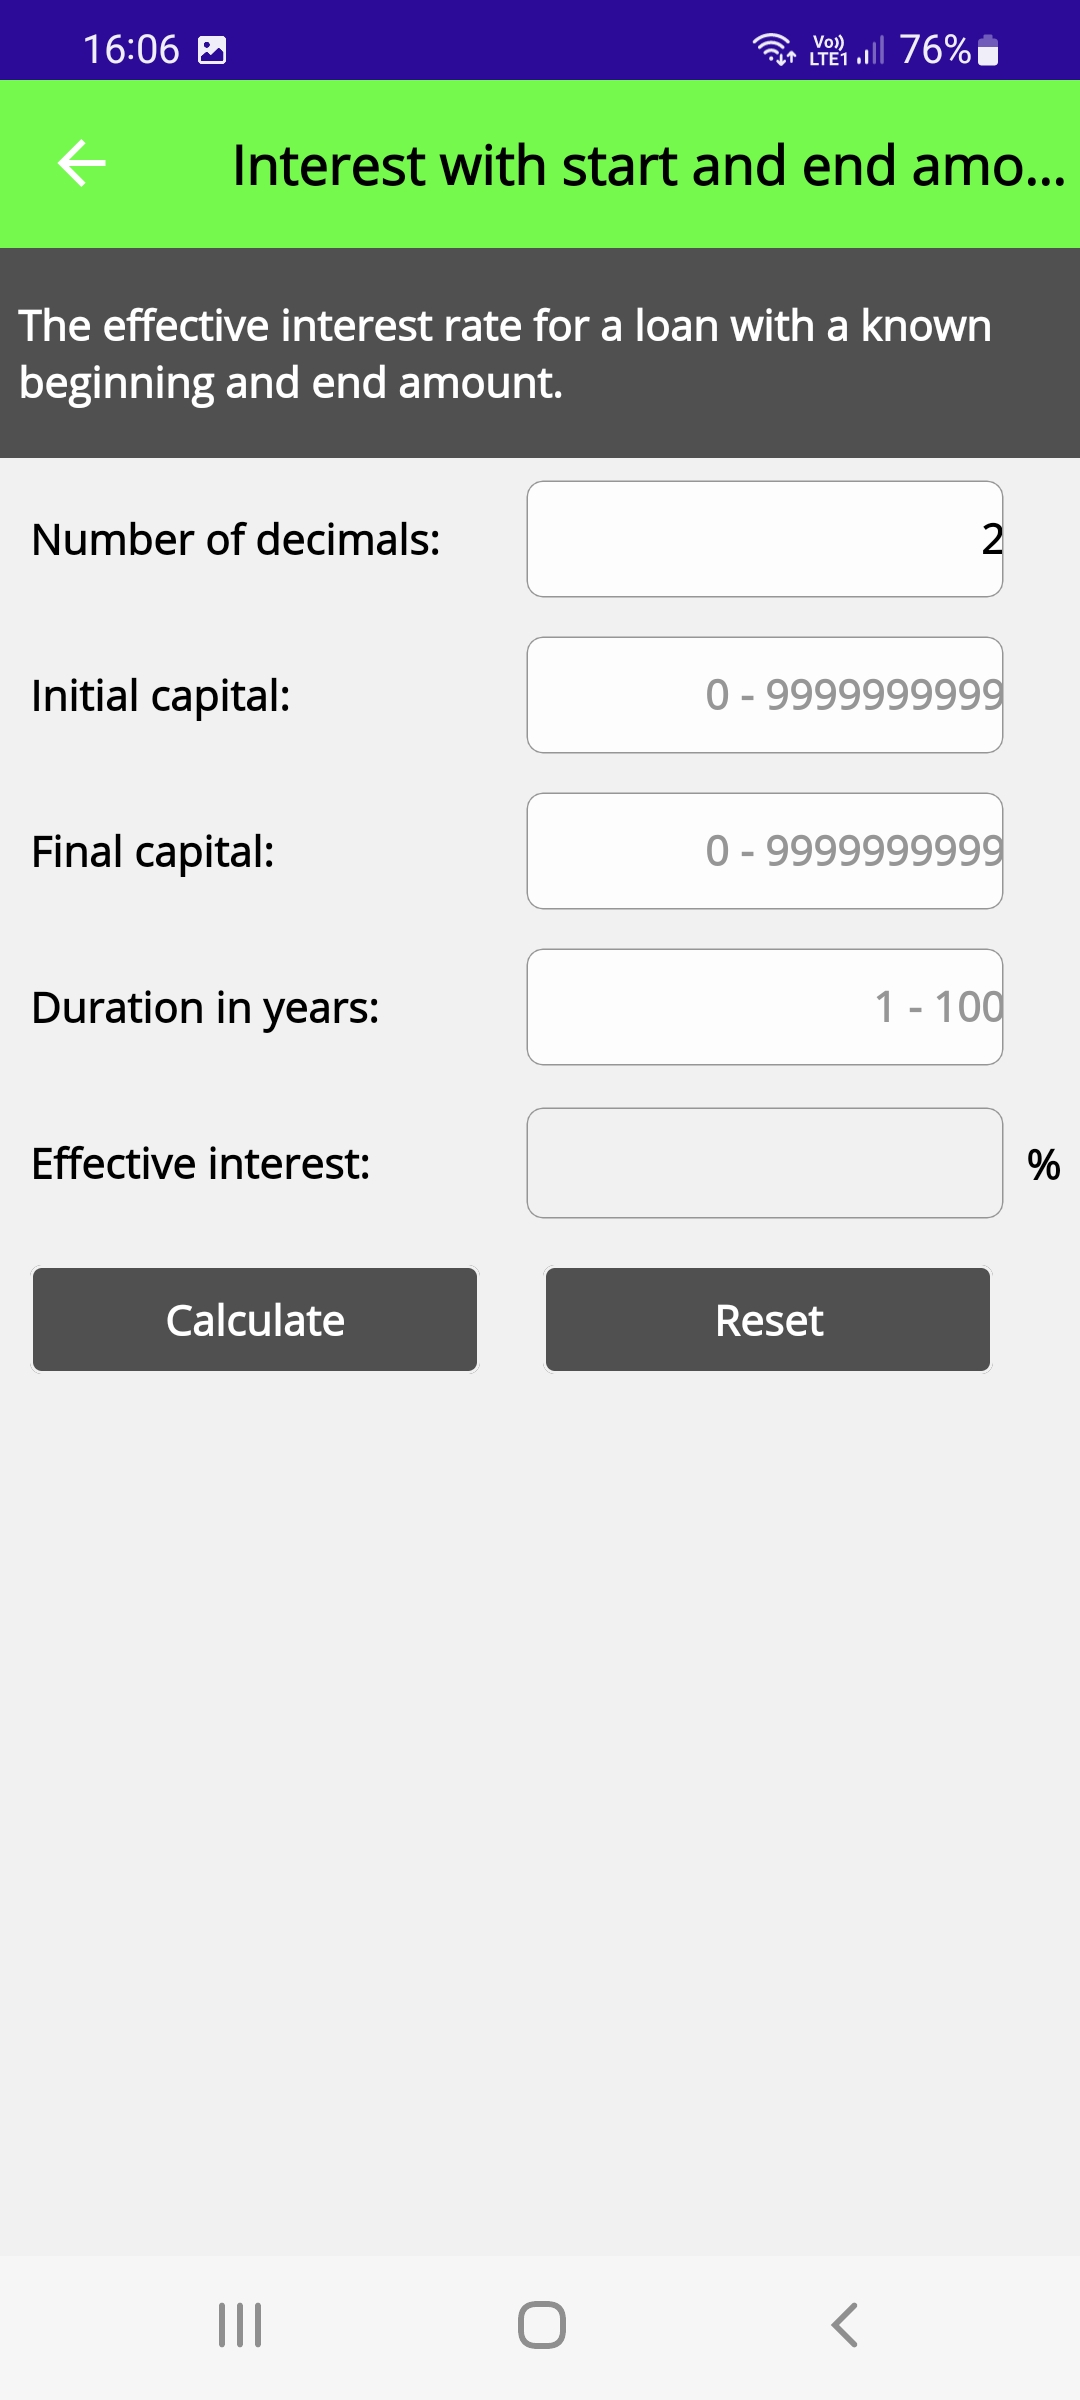 16:06 Vo)) LTE1 76%
Interest with start and end amo...
The effective interest rate for a loan with a known
beginning and end amount.
Number of decimals: 2
Initial capital: 0 - 9999999999
Final capital: 0 - 9999999999
Duration in years: 1 - 100
Effective interest: %
Calculate Reset